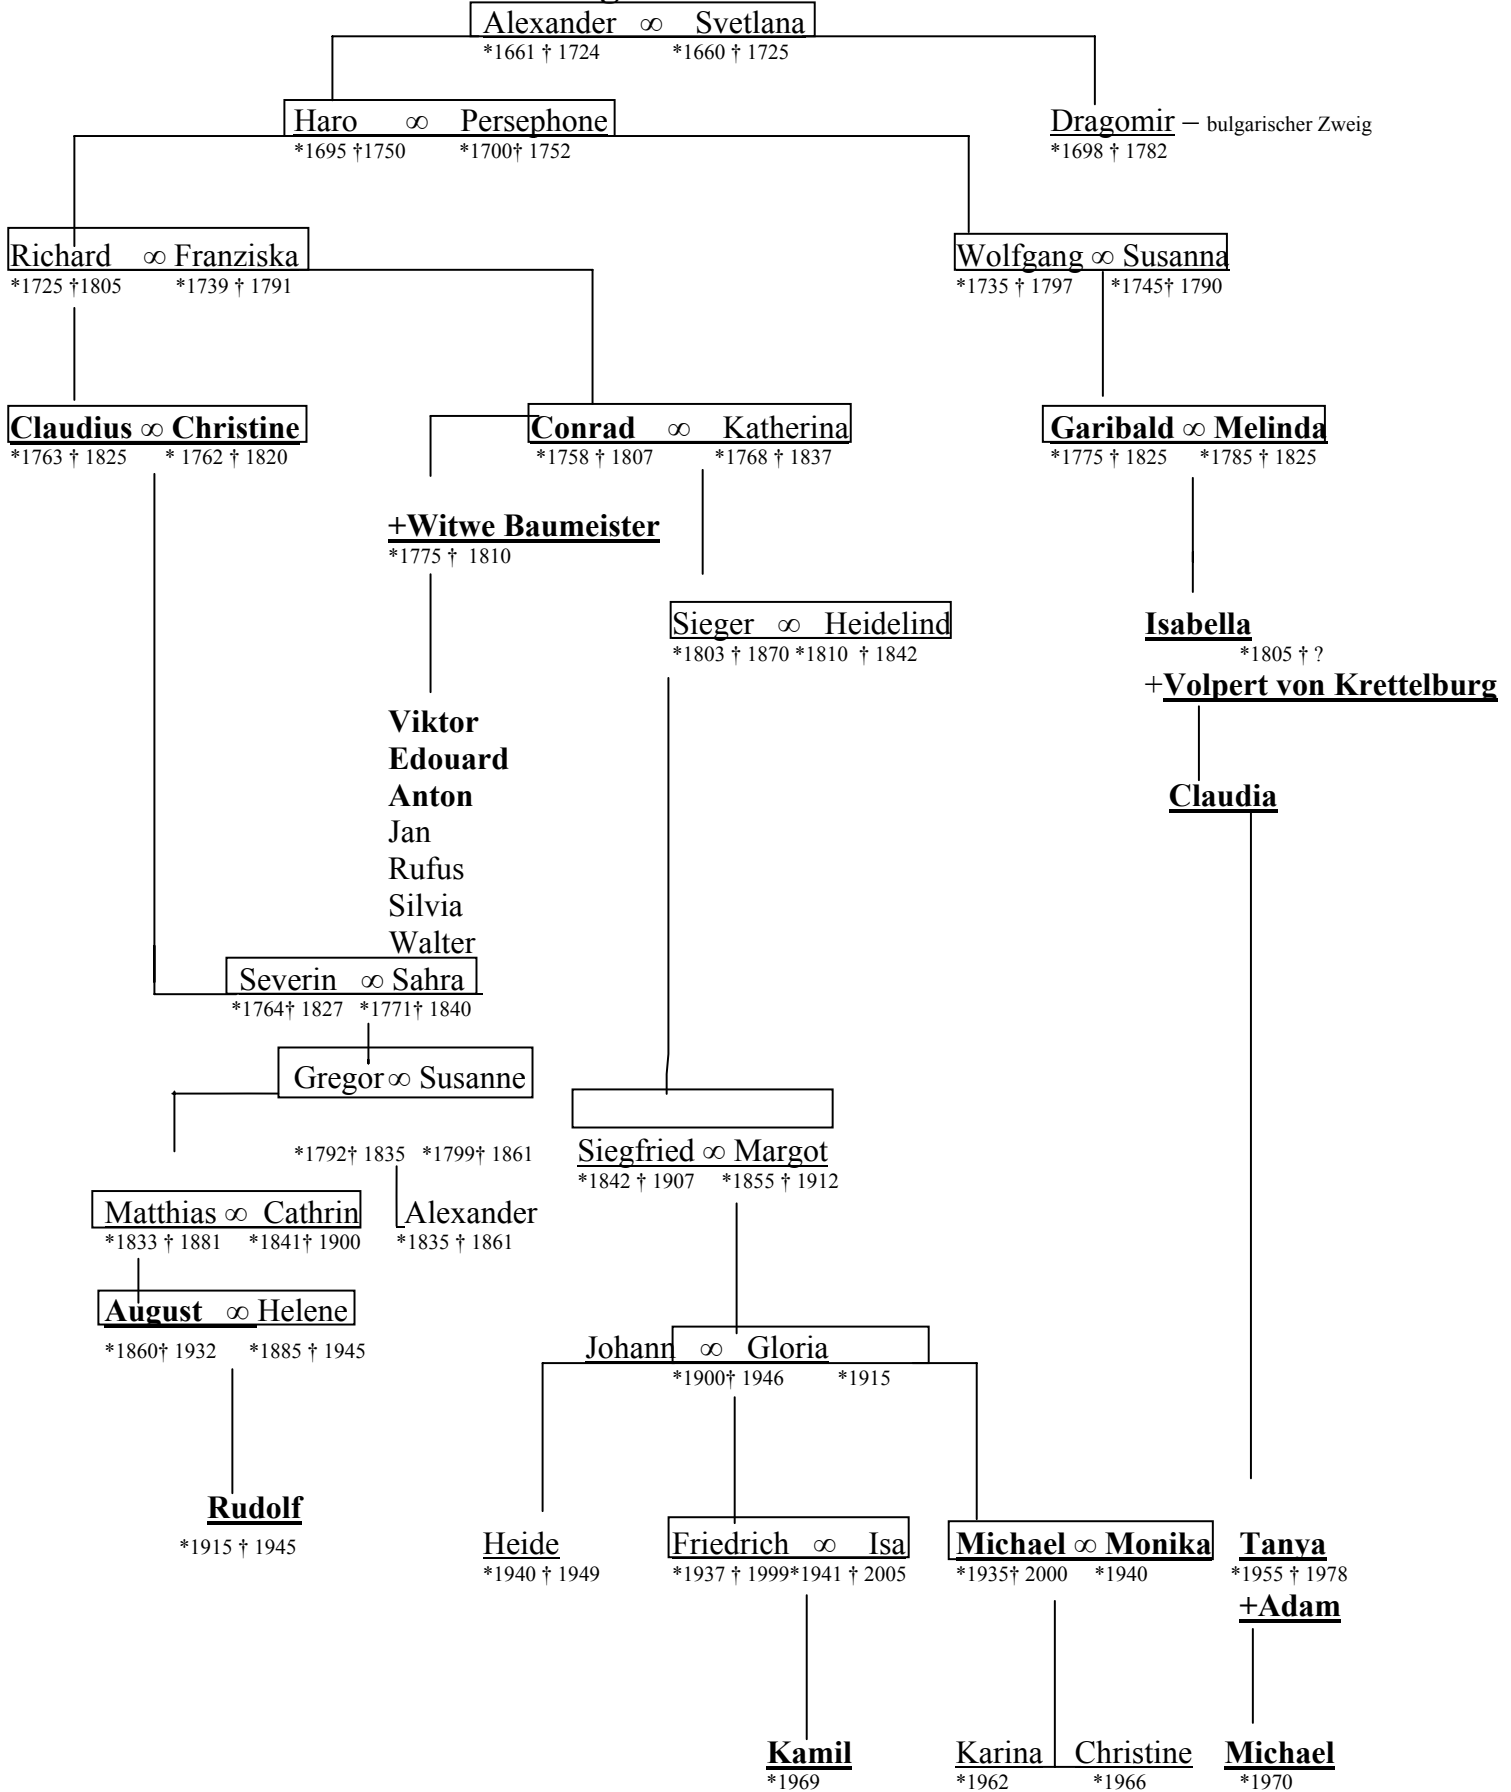 Alexander ∞ Svetlana
*1661 † 1724 *1660 † 1725
Haro ∞ Persephone
*1695 †1750 *1700† 1752
Dragomir – bulgarischer Zweig
*1698 † 1782
Richard ∞ Franziska
*1725 †1805 *1739 † 1791
Wolfgang ∞ Susanna
*1735 † 1797 *1745† 1790
Claudius ∞ Christine
*1763 † 1825 * 1762 † 1820
Conrad ∞ Katherina
*1758 † 1807 *1768 † 1837
Garibald ∞ Melinda
*1775 † 1825 *1785 † 1825
+Witwe Baumeister
*1775 † 1810
Sieger ∞ Heidelind
*1803 † 1870 *1810 † 1842
Isabella
*1805 † ?
+Volpert von Krettelburg
Viktor
Edouard
Anton
Jan
Rufus
Silvia
Walter
Claudia
Severin ∞ Sahra
*1764† 1827 *1771† 1840
Gregor ∞ Susanne
*1792† 1835 *1799† 1861
Siegfried ∞ Margot
*1842 † 1907 *1855 † 1912
Matthias ∞ Cathrin
*1833 † 1881 *1841† 1900
Alexander
*1835 † 1861
August ∞ Helene
*1860† 1932 *1885 † 1945
Johann ∞ Gloria
*1900† 1946 *1915
Rudolf
*1915 † 1945
Heide
*1940 † 1949
Friedrich ∞ Isa
*1937 † 1999*1941 † 2005
Michael ∞ Monika
*1935† 2000 *1940
Tanya
*1955 † 1978
+Adam
Kamil
*1969
Karina
*1962
Christine
*1966
Michael
*1970